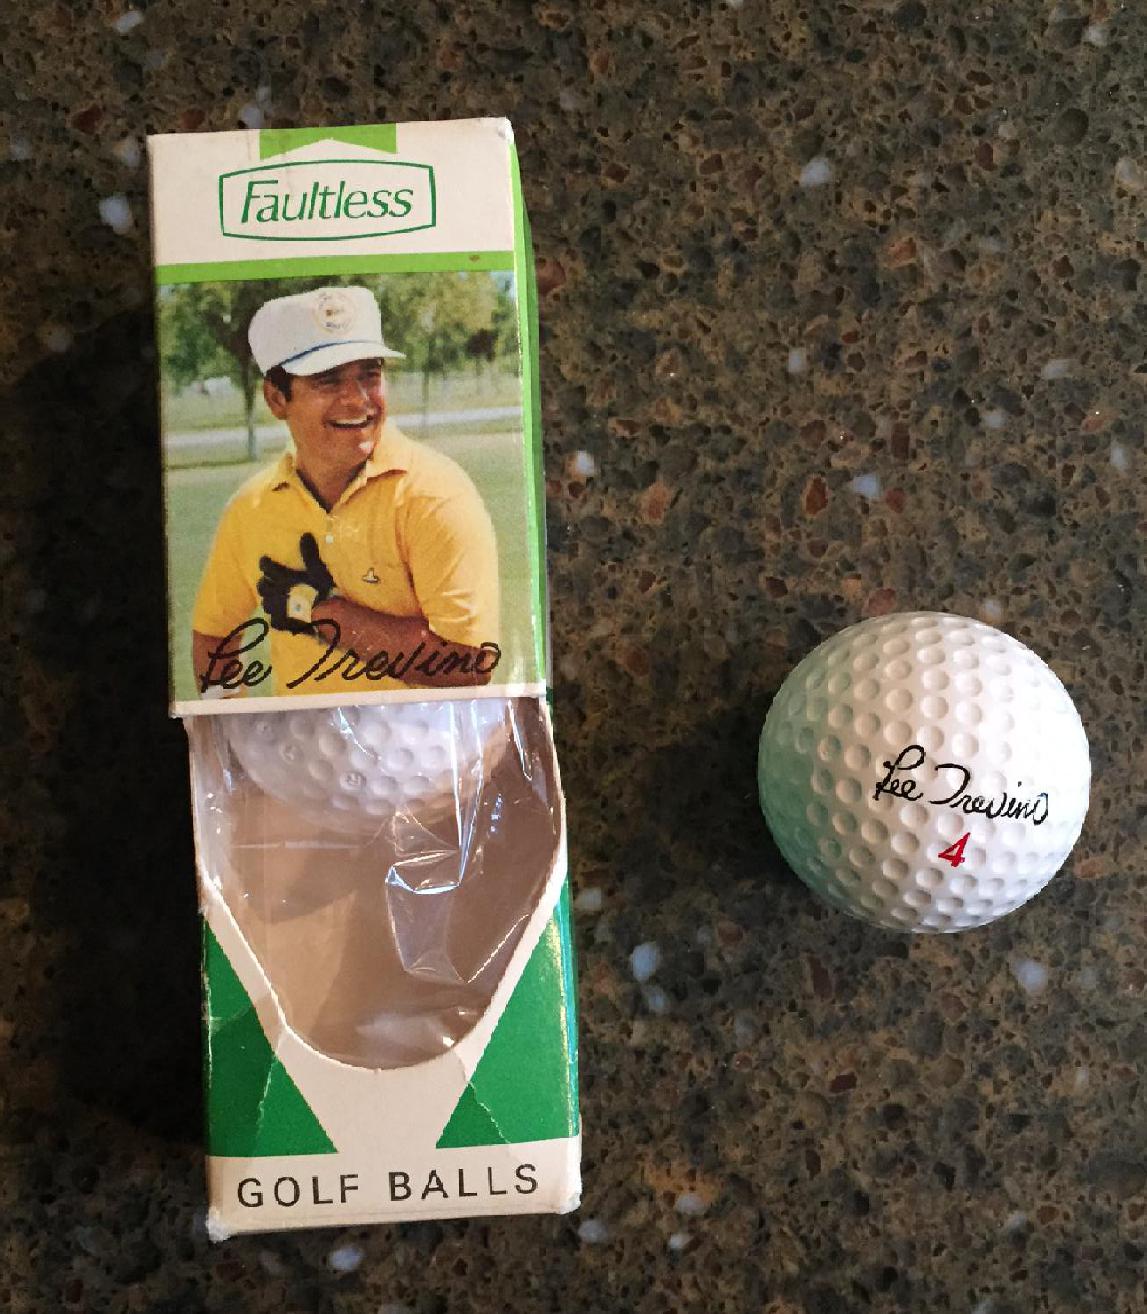 Faultless
Lee Trevino
GOLF BALLS
Lee Trevino
4